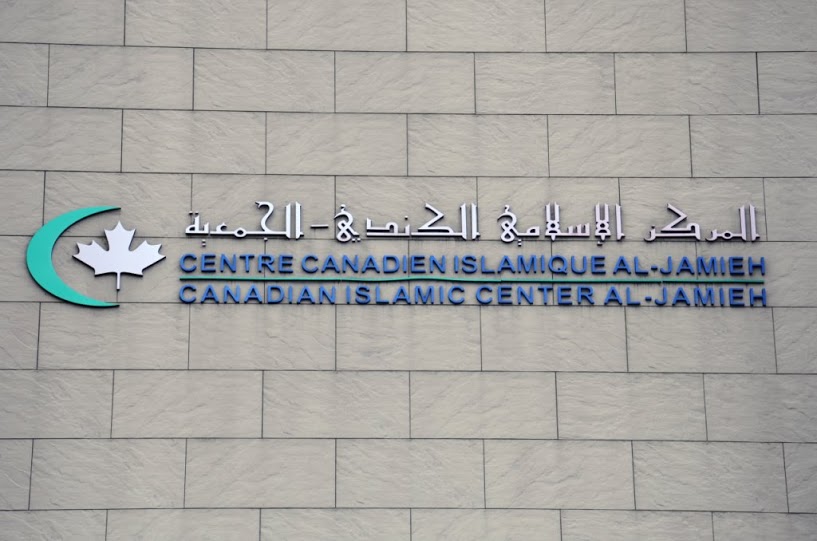 المركز الإسلامي الكندي - الجمعية
CENTRE CANADIEN ISLAMIQUE AL-JAMIEH
CANADIAN ISLAMIC CENTER AL-JAMIEH